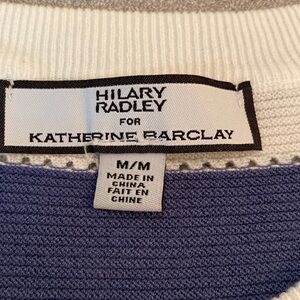 HILARY
RADLEY
FOR
KATHERINE BARCLAY
M/M
MADE IN
CHINA
FAIT EN
CHINE